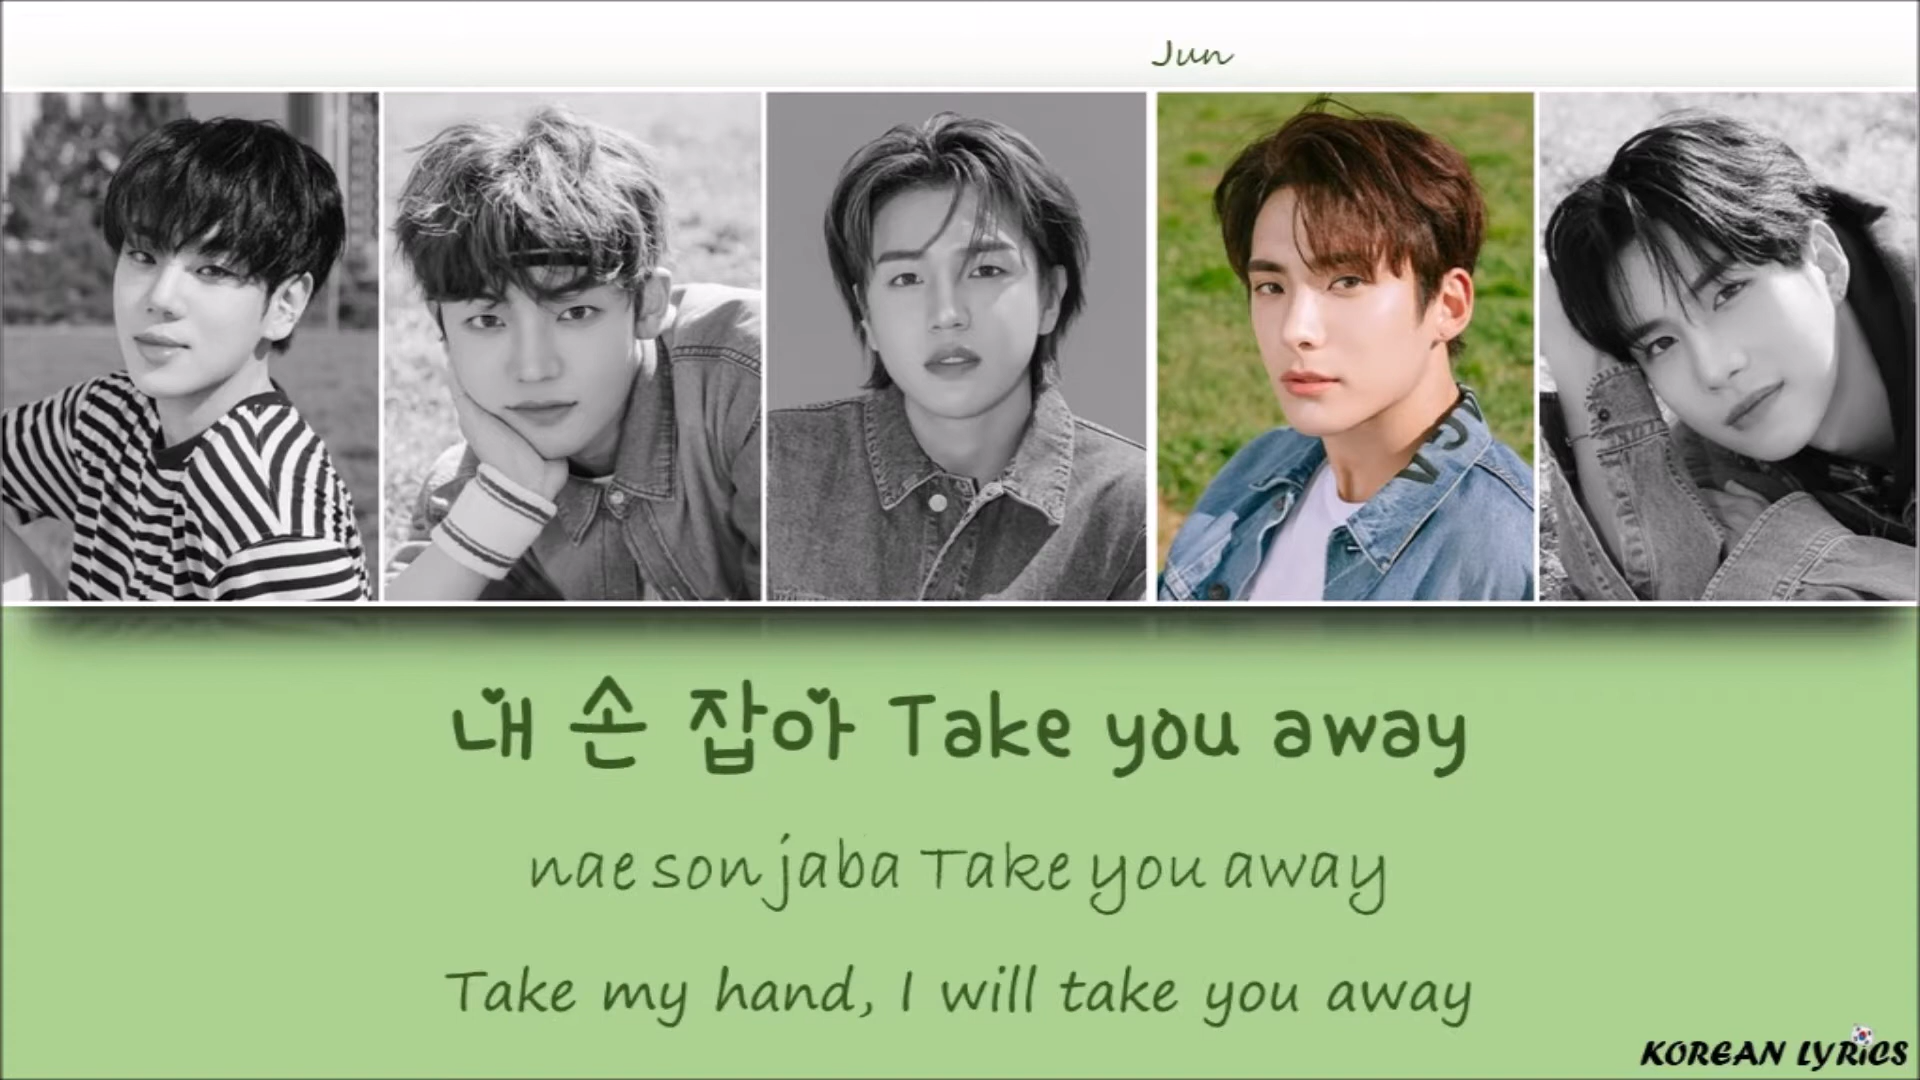 Jun
내 손 잡아 Take you away
nae son jaba Take you away
Take my hand, I will take you away
KOREAN LYRICS